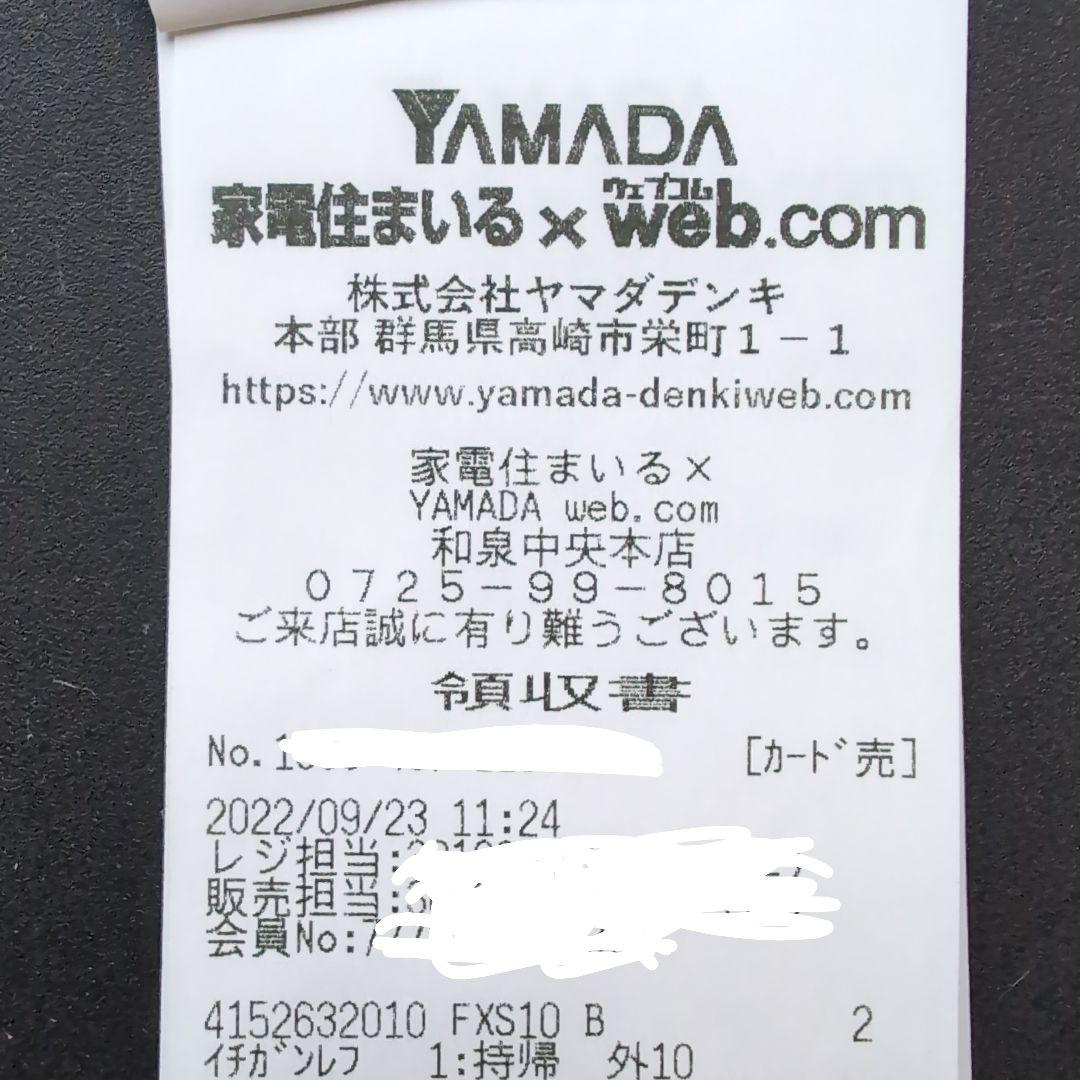 YAMADA
家電住まいる×web.com
ウェブコム
株式会社ヤマダデンキ
本部 群馬県高崎市栄町1-1
https://www.yamada-denkiweb.com
家電住まいる×
YAMADA web.com
和泉中央本店
0725-99-8015
ご来店誠に有り難うございます。
領収書
No. [カード売]
2022/09/23 11:24
レジ担当:
販売担当:
会員No:
4152632010 FXS10 B 2
イチガンレフ 1:持帰 外10